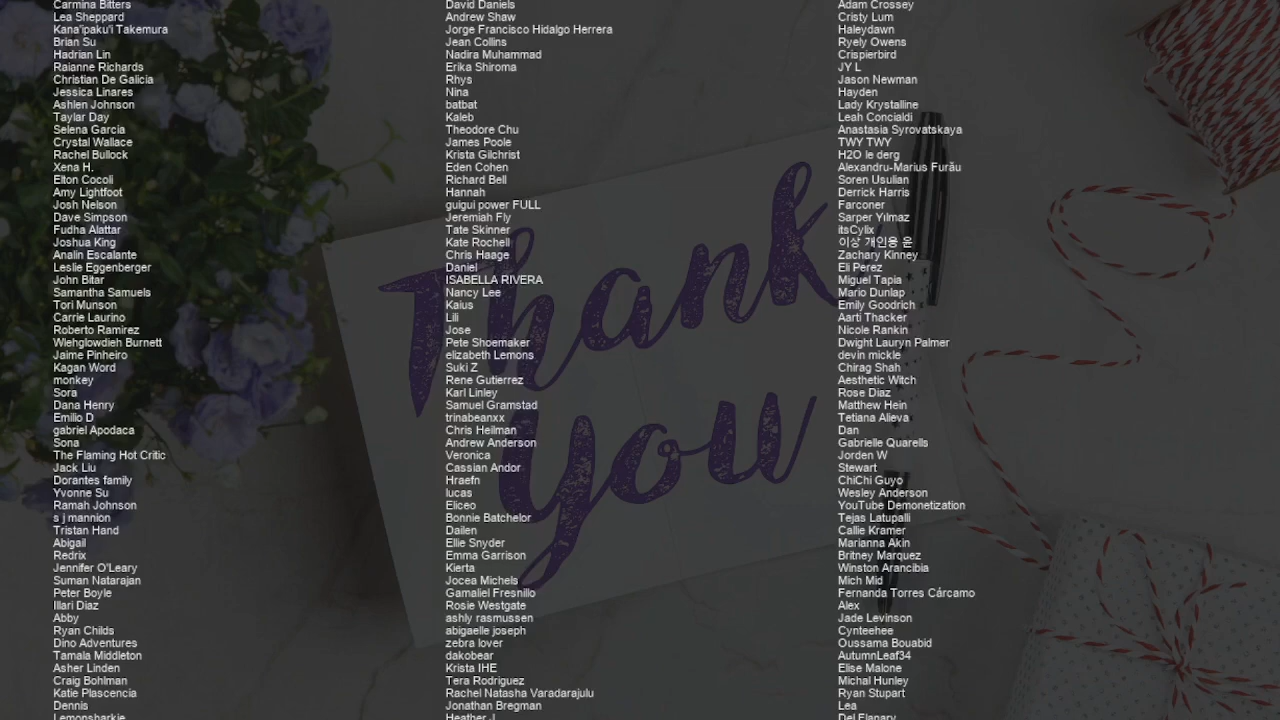 Carmina Bitters
Lea Sheppard
Kana'ipaku'i Takemura
Brian Su
Hadrian Lin
Raianne Richards
Christian De Galicia
Jessica Linares
Ashlen Johnson
Taylar Day
Selena Garcia
Crystal Wallace
Rachel Bullock
Xena H.
Elton Cocoli
Amy Lightfoot
Josh Nelson
Dave Simpson
Fudha Alattar
Joshua King
Analin Escalante
Leslie Eggenberger
John Bitar
Samantha Samuels
Tori Munson
Carrie Laurino
Roberto Ramirez
Wiehglowdieh Burnett
Jaime Pinheiro
Kagan Word
monkey
Sora
Dana Henry
Emilio D
gabriel Apodaca
Sona
The Flaming Hot Critic
Jack Liu
Dorantes family
Yvonne Su
Ramah Johnson
s j mannion
Tristan Hand
Abigail
Redrix
Jennifer O'Leary
Suman Natarajan
Peter Boyle
Illari Diaz
Abby
Ryan Childs
Dino Adventures
Tamala Middleton
Asher Linden
Craig Bohlman
Katie Plascencia
Dennis
Lemonsharkie
David Daniels
Andrew Shaw
Jorge Francisco Hidalgo Herrera
Jean Collins
Nadira Muhammad
Erika Shiroma
Rhys
Nina
batbat
Kaleb
Theodore Chu
James Poole
Krista Gilchrist
Eden Cohen
Richard Bell
Hannah
guigui power FULL
Jeremiah Fly
Tate Skinner
Kate Rochell
Chris Haage
Daniel
ISABELLA RIVERA
Nancy Lee
Kaius
Lili
Jose
Pete Shoemaker
elizabeth Lemons
Suki Z
Rene Gutierrez
Karl Linley
Samuel Gramstad
trinabeanxx
Chris Heilman
Andrew Anderson
Veronica
Cassian Andor
Hraefn
lucas
Eliceo
Bonnie Batchelor
Dailen
Ellie Snyder
Emma Garrison
Kierta
Jocea Michels
Gamaliel Fresnillo
Rosie Westgate
ashly rasmussen
abigaelle joseph
zebra lover
dakobear
Krista IHE
Tera Rodriguez
Rachel Natasha Varadarajulu
Jonathan Bregman
Heather J
Adam Crossey
Cristy Lum
Haleydawn
Ryely Owens
Crispierbird
JY L
Jason Newman
Hayden
Lady Krystalline
Leah Concialdi
Anastasia Syrovatskaya
TWY TWY
H2O le derg
Alexandru-Marius Furău
Soren Usulian
Derrick Harris
Farconer
Sarper Yılmaz
itsCylix
이상 개인용 윤
Zachary Kinney
Eli Perez
Miguel Tapia
Mario Dunlap
Emily Goodrich
Aarti Thacker
Nicole Rankin
Dwight Lauryn Palmer
devin mickle
Chirag Shah
Aesthetic Witch
Rose Diaz
Matthew Hein
Tetiana Alieva
Dan
Gabrielle Quarells
Jorden W
Stewart
ChiChi Guyo
Wesley Anderson
YouTube Demonetization
Tejas Latupalli
Callie Kramer
Marianna Akin
Britney Marquez
Winston Arancibia
Mich Mid
Fernanda Torres Cárcamo
Alex
Jade Levinson
Cynteehee
Oussama Bouabid
AutumnLeaf34
Elise Malone
Michal Hunley
Ryan Stupart
Lea
Del Elanary
Thank
you